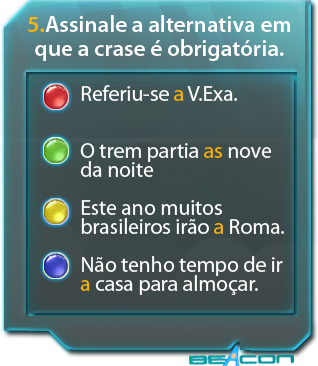 5.Assinale a alternativa em
que a crase é obrigatória.
Referiu-se a V.Exa.
O trem partia as nove
da noite
Este ano muitos
brasileiros irão a Roma.
Não tenho tempo de ir
a casa para almoçar.
BEACON